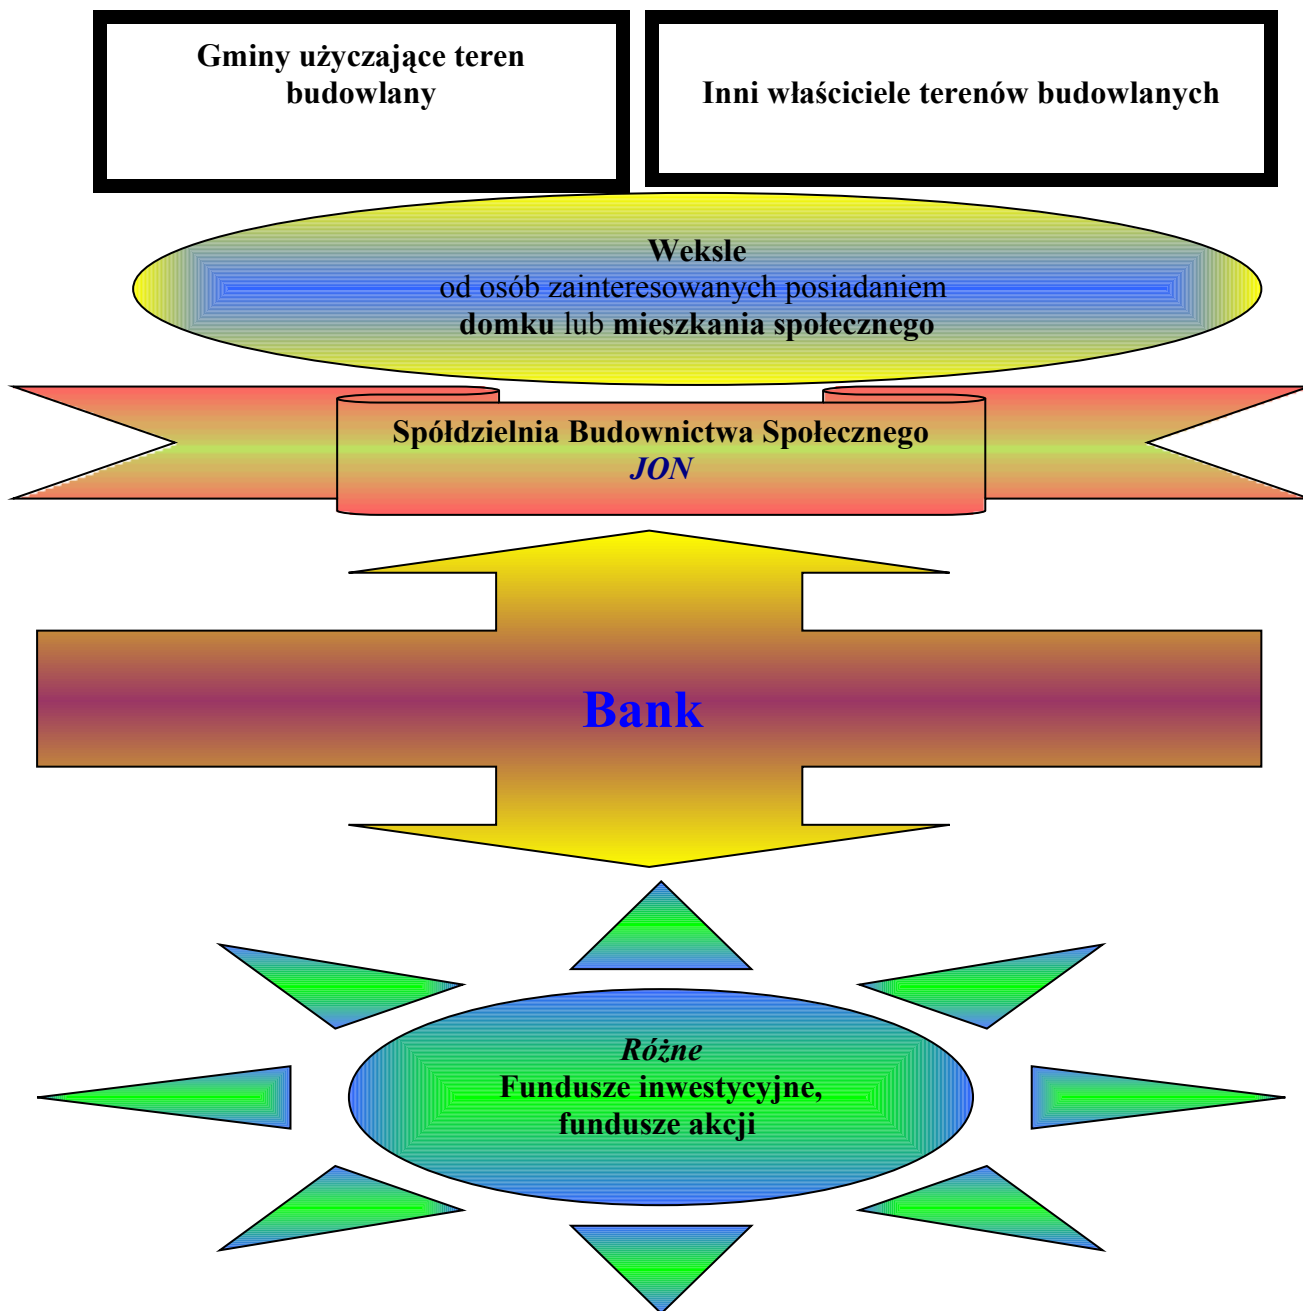 Gminy użyczające teren
budowlany
Inni właściciele terenów budowlanych
Weksle
od osób zainteresowanych posiadaniem
domku lub mieszkania społecznego
Spółdzielnia Budownictwa Społecznego
JON
Bank
Różne
Fundusze inwestycyjne,
fundusze akcji